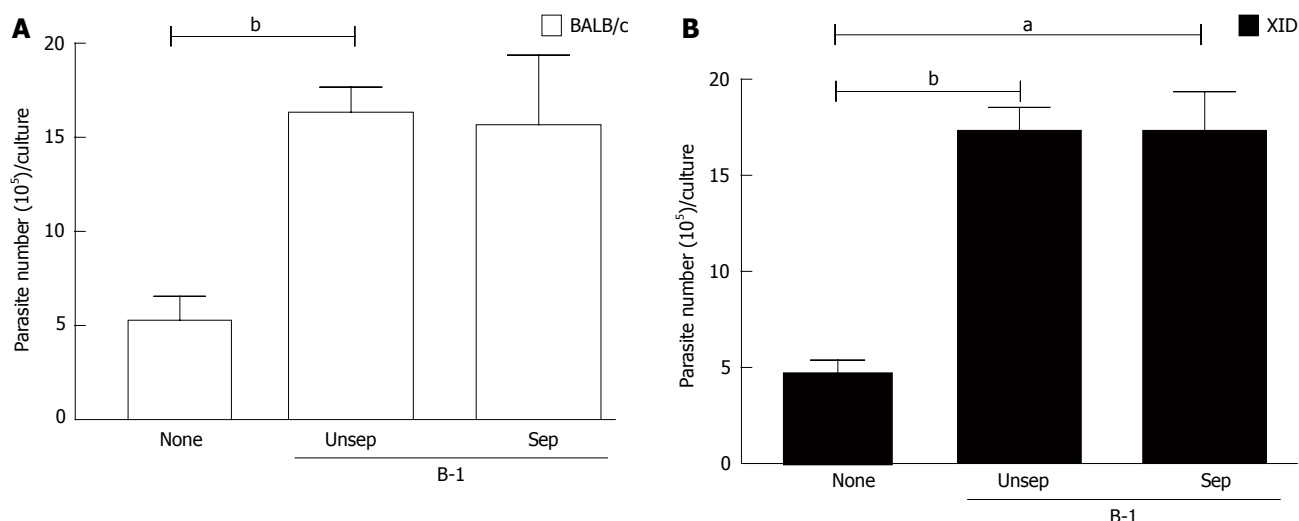 A
b
BALB/c
Parasite number (10⁵)/culture
20
15
10
5
0
None
Unsep
Sep
B-1
B
a
XID
b
Parasite number (10⁵)/culture
20
15
10
5
0
None
Unsep
Sep
B-1